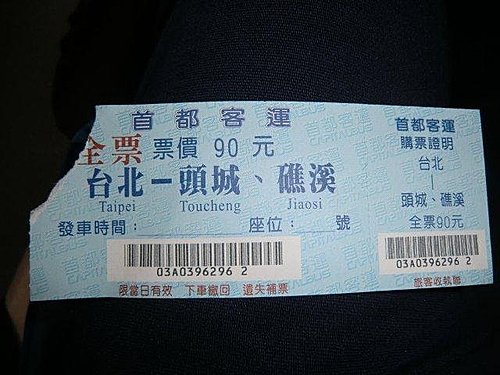 首都客運
全票 票價 90 元
台北－頭城、礁溪
Taipei Toucheng Jiaosi
發車時間： 座位： 號
03A0396296 2
限當日有效 下車繳回 遺失補票
首都客運
購票證明
台北
｜
頭城、礁溪
全票90元
03A0396296 2
旅客收執聯